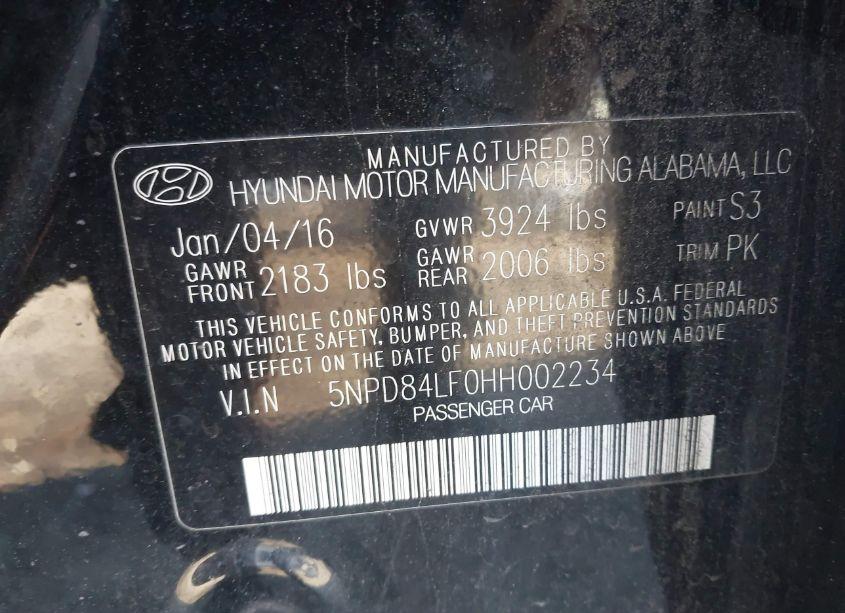 MANUFACTURED BY
HYUNDAI MOTOR MANUFACTURING ALABAMA, LLC
Jan/04/16 GVWR 3924 lbs PAINT S3
GAWR FRONT 2183 lbs GAWR REAR 2006 lbs TRIM PK
THIS VEHICLE CONFORMS TO ALL APPLICABLE U.S.A. FEDERAL
MOTOR VEHICLE SAFETY, BUMPER, AND THEFT PREVENTION STANDARDS
IN EFFECT ON THE DATE OF MANUFACTURE SHOWN ABOVE
V.I.N 5NPD84LF0HH002234
PASSENGER CAR